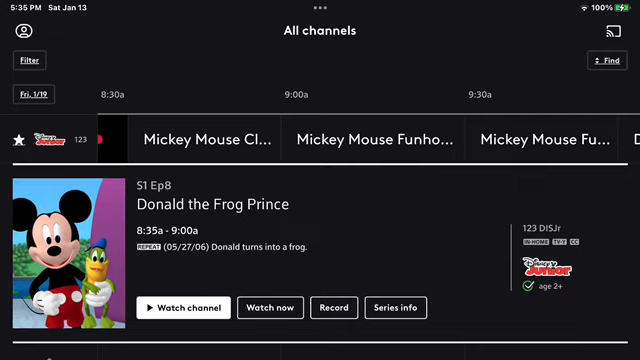 5:35 PM Sat Jan 13
100%
All channels
Filter
Find
Fri, 1/19
8:30a
9:00a
9:30a
Disney Junior
123
Mickey Mouse Cl...
Mickey Mouse Funho...
Mickey Mouse Fu...
S1 Ep8
Donald the Frog Prince
8:35a - 9:00a
REPEAT (05/27/06) Donald turns into a frog.
123 DISJr
IN-HOME TV-Y CC
Disney Junior
age 2+
Watch channel
Watch now
Record
Series info